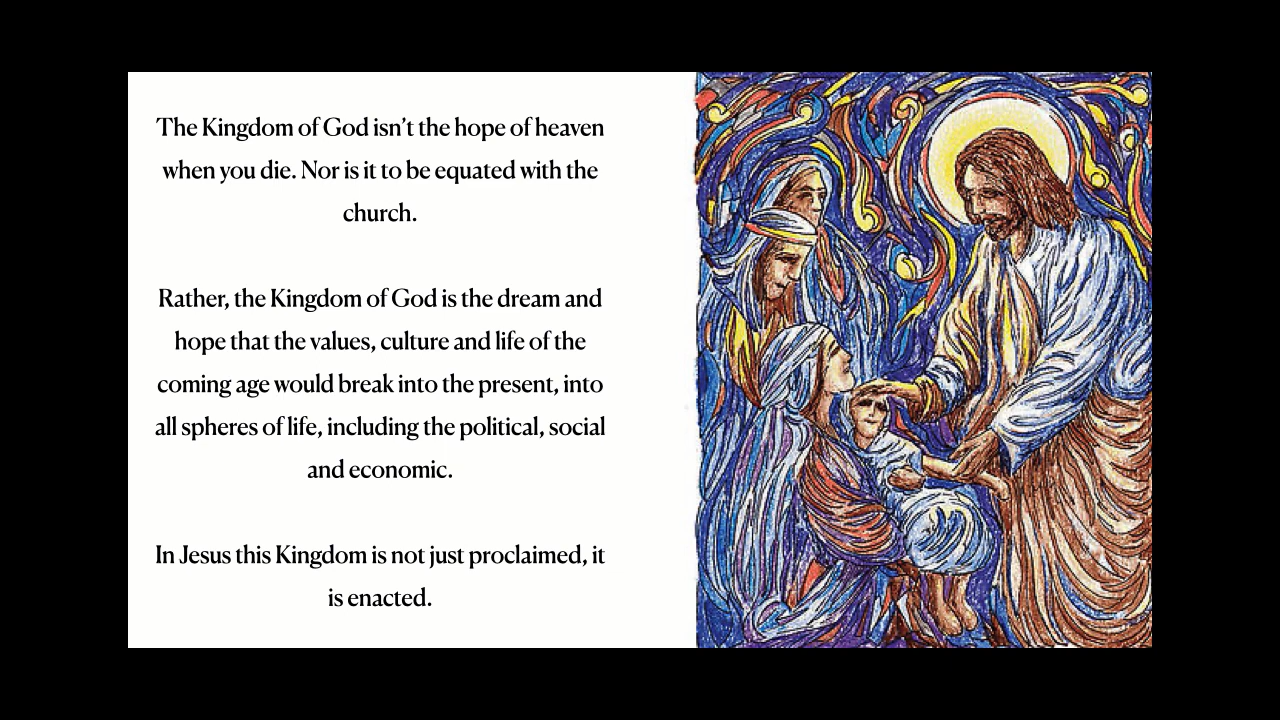 The Kingdom of God isn’t the hope of heaven
when you die. Nor is it to be equated with the
church.
Rather, the Kingdom of God is the dream and
hope that the values, culture and life of the
coming age would break into the present, into
all spheres of life, including the political, social
and economic.
In Jesus this Kingdom is not just proclaimed, it
is enacted.